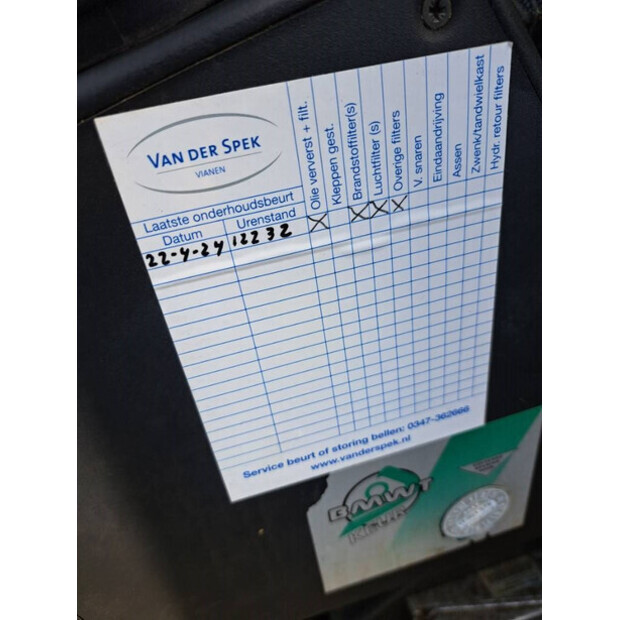 VAN DER SPEK
VIANEN
Laatste onderhoudsbeurt
Datum Urenstand
Olie ververst + filt.
Kleppen gest.
Brandstoffilter(s)
Luchtfilter (s)
Overige filters
V. snaren
Eindaandrijving
Assen
Zwenk/tandwielkast
Hydr. retour filters
22-4-24 12232 X X X X
Service beurt of storing bellen: 0347-362666
www.vanderspek.nl
BMWT